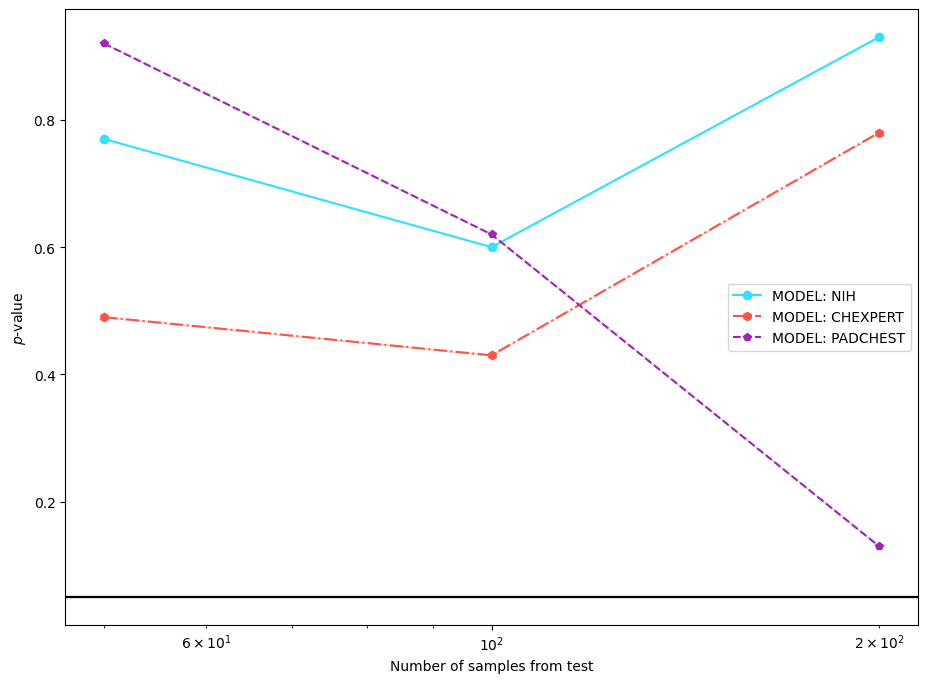 0.8
0.6
0.4
0.2
p-value
MODEL: NIH
MODEL: CHEXPERT
MODEL: PADCHEST
6 × 10¹
10²
2 × 10²
Number of samples from test